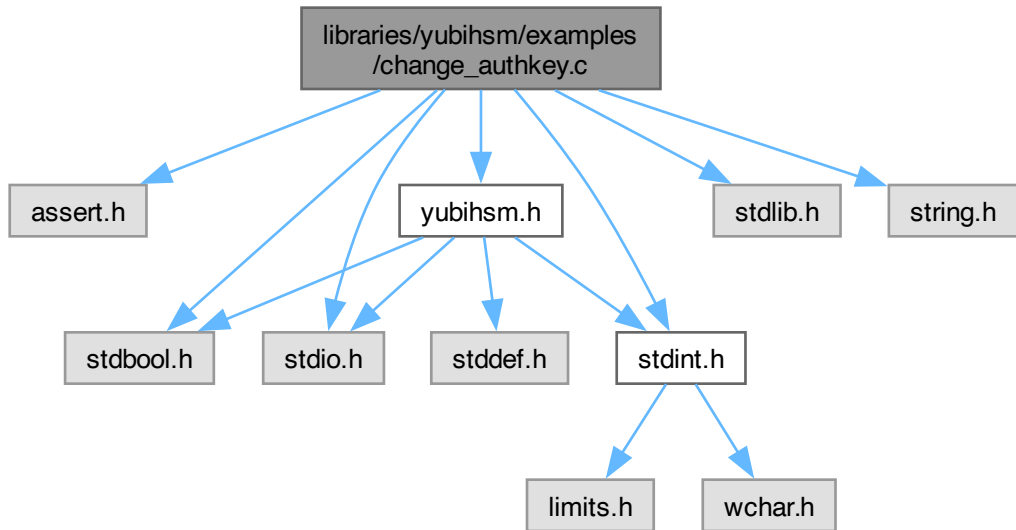 libraries/yubihsm/examples
/change_authkey.c
assert.h
yubihsm.h
stdlib.h
string.h
stdbool.h
stdio.h
stddef.h
stdint.h
limits.h
wchar.h